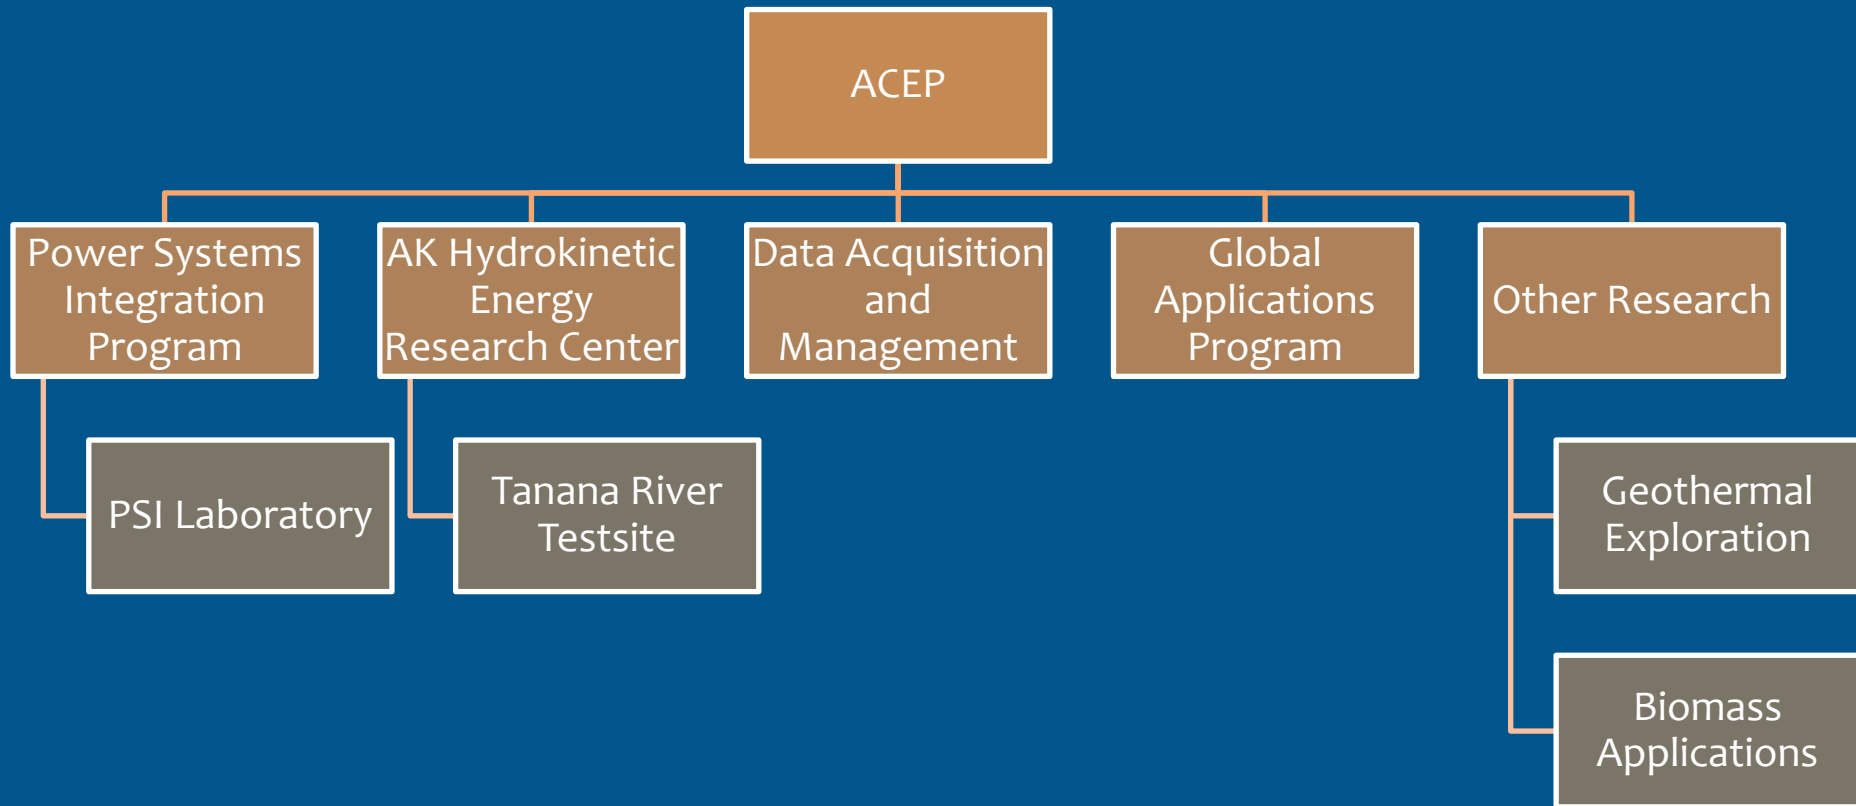 ACEP
Power Systems
Integration
Program
AK Hydrokinetic
Energy
Research Center
Data Acquisition
and
Management
Global
Applications
Program
Other Research
PSI Laboratory
Tanana River
Testsite
Geothermal
Exploration
Biomass
Applications